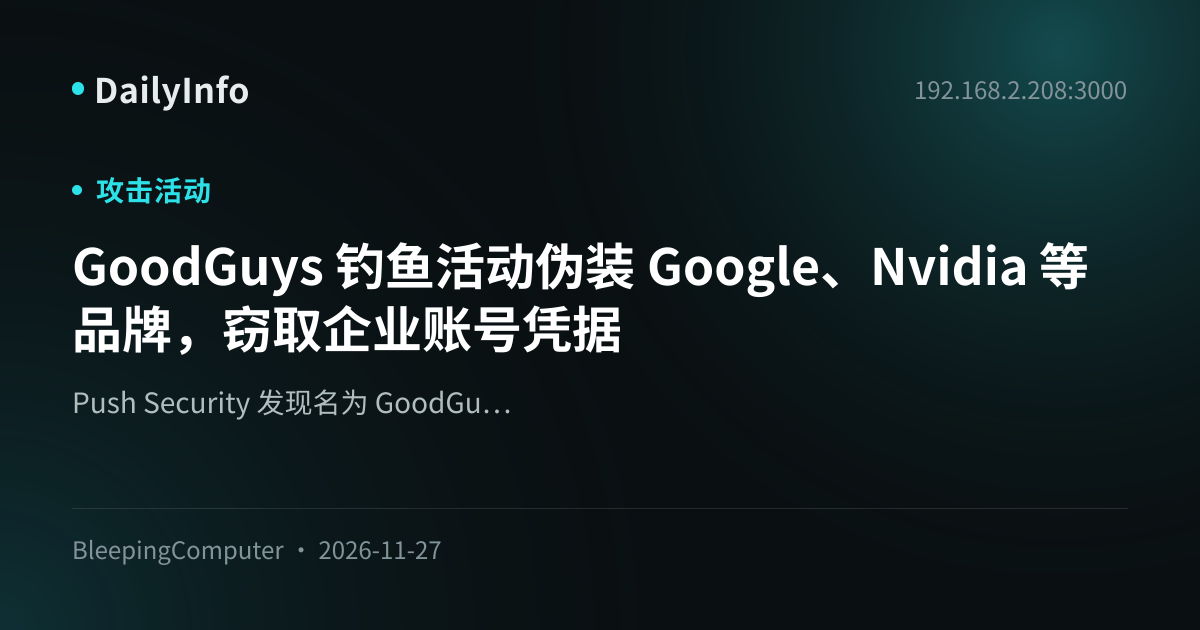 DailyInfo
192.168.2.208:3000
攻击活动
GoodGuys 钓鱼活动伪装 Google、Nvidia 等
品牌，窃取企业账号凭据
Push Security 发现名为 GoodGu…
BleepingComputer · 2026-11-27